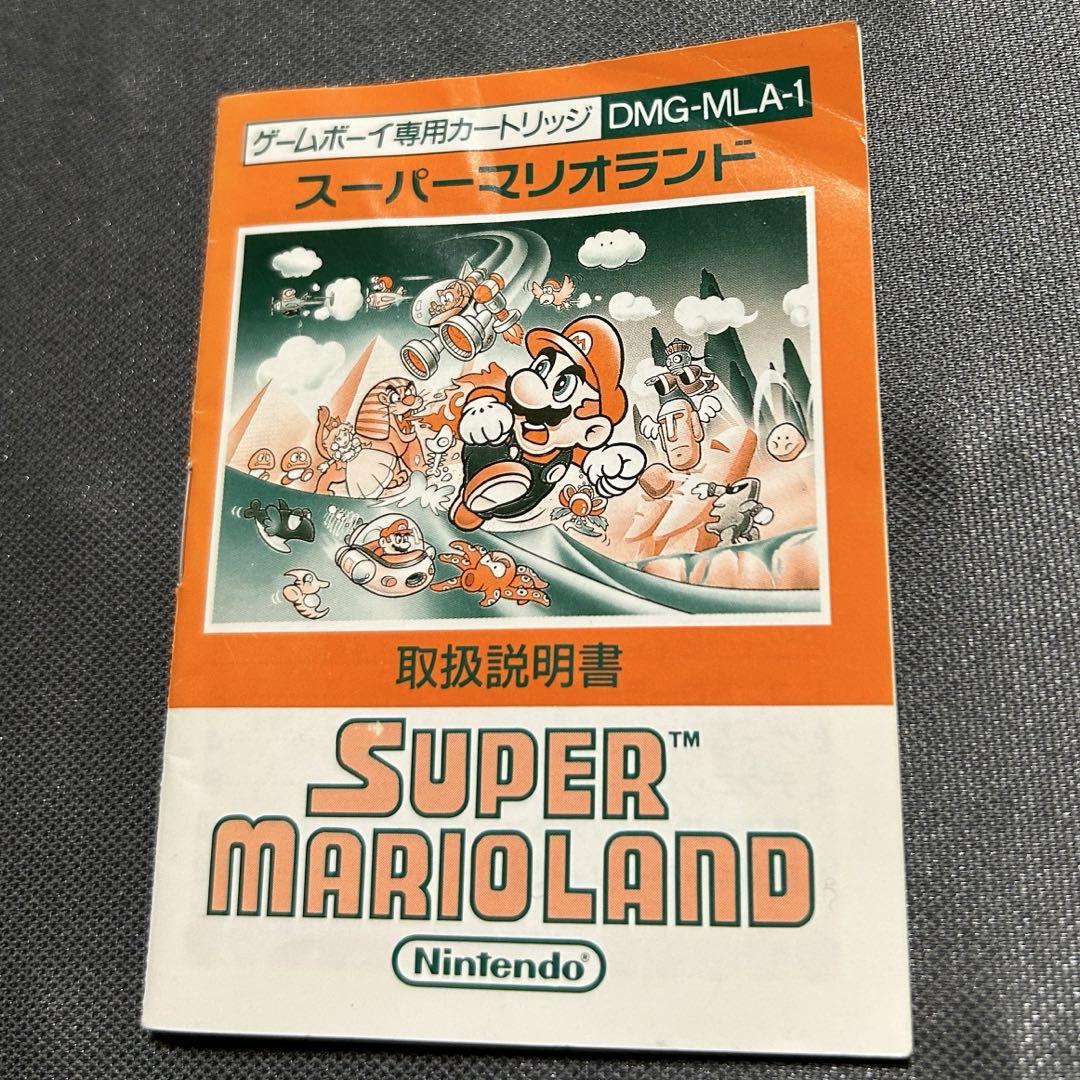 ゲームボーイ専用カートリッジ DMG-MLA-1
スーパーマリオランド
M
取扱説明書
SUPER™
MARIOLAND
Nintendo®